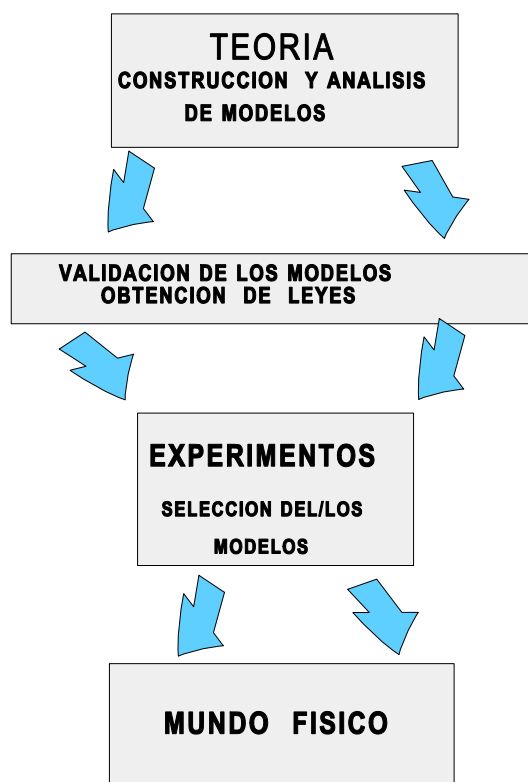 TEORIA
CONSTRUCCION Y ANALISIS
DE MODELOS
VALIDACION DE LOS MODELOS
OBTENCION DE LEYES
EXPERIMENTOS
SELECCION DEL/LOS
MODELOS
MUNDO FISICO